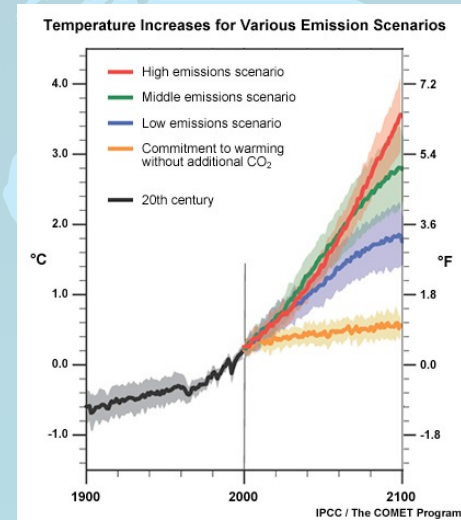 Temperature Increases for Various Emission Scenarios
High emissions scenario
Middle emissions scenario
Low emissions scenario
Commitment to warming
without additional CO₂
20th century
4.0
3.0
2.0
1.0
0.0
-1.0
°C
7.2
5.4
3.6
1.8
0.0
-1.8
°F
1900
2000
2100
IPCC / The COMET Program